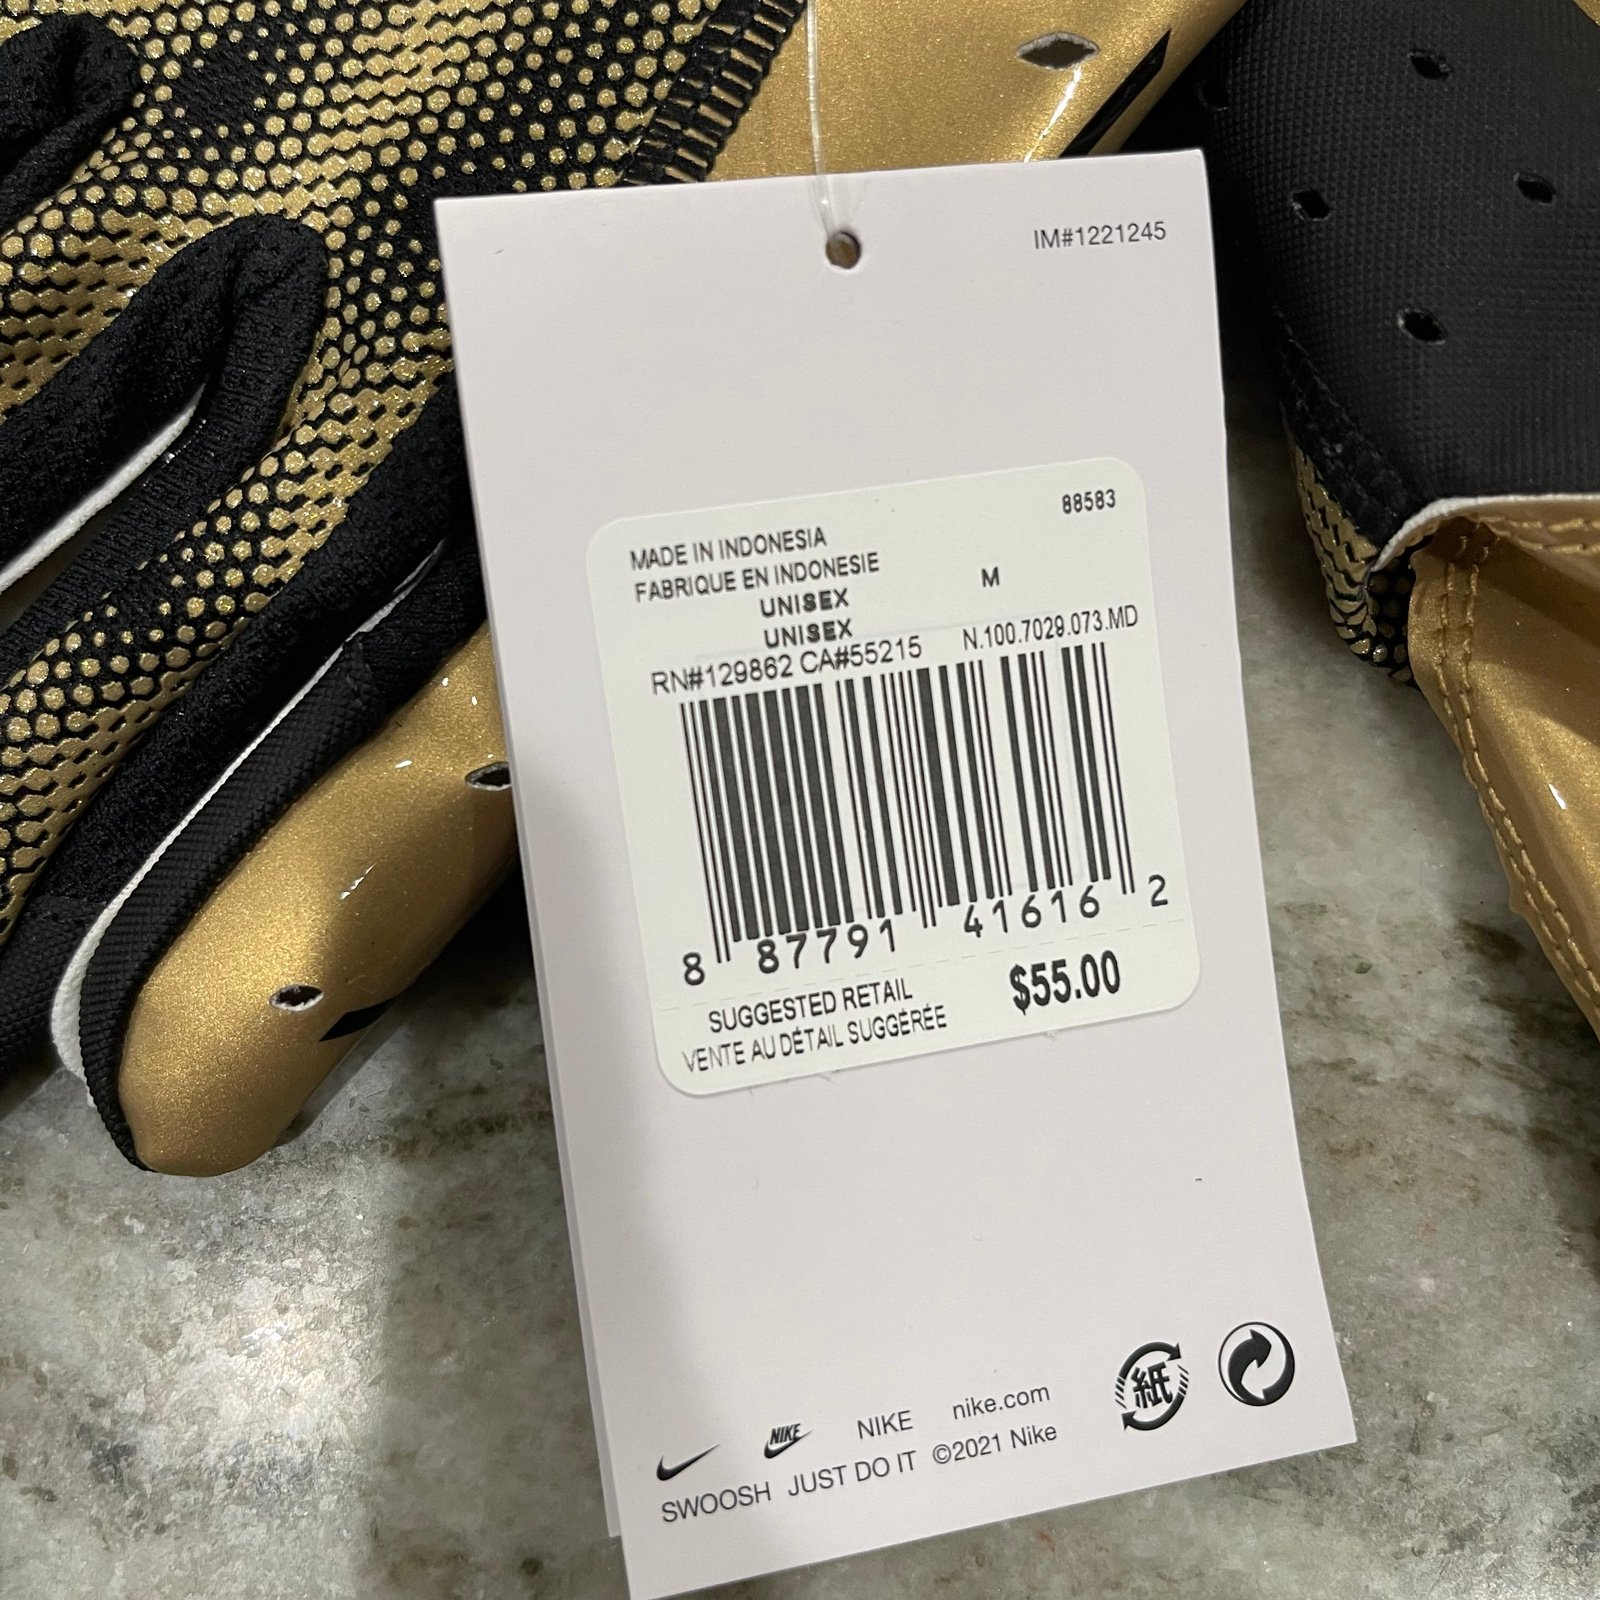 IM#1221245
88583
MADE IN INDONESIA
FABRIQUE EN INDONESIE
UNISEX
M
UNISEX
RN#129862 CA#55215
N.100.7029.073.MD
8 87791 41616 2
SUGGESTED RETAIL
$55.00
VENTE AU DÉTAIL SUGGÉRÉE
NIKE
NIKE
nike.com
SWOOSH JUST DO IT ©2021 Nike
紙